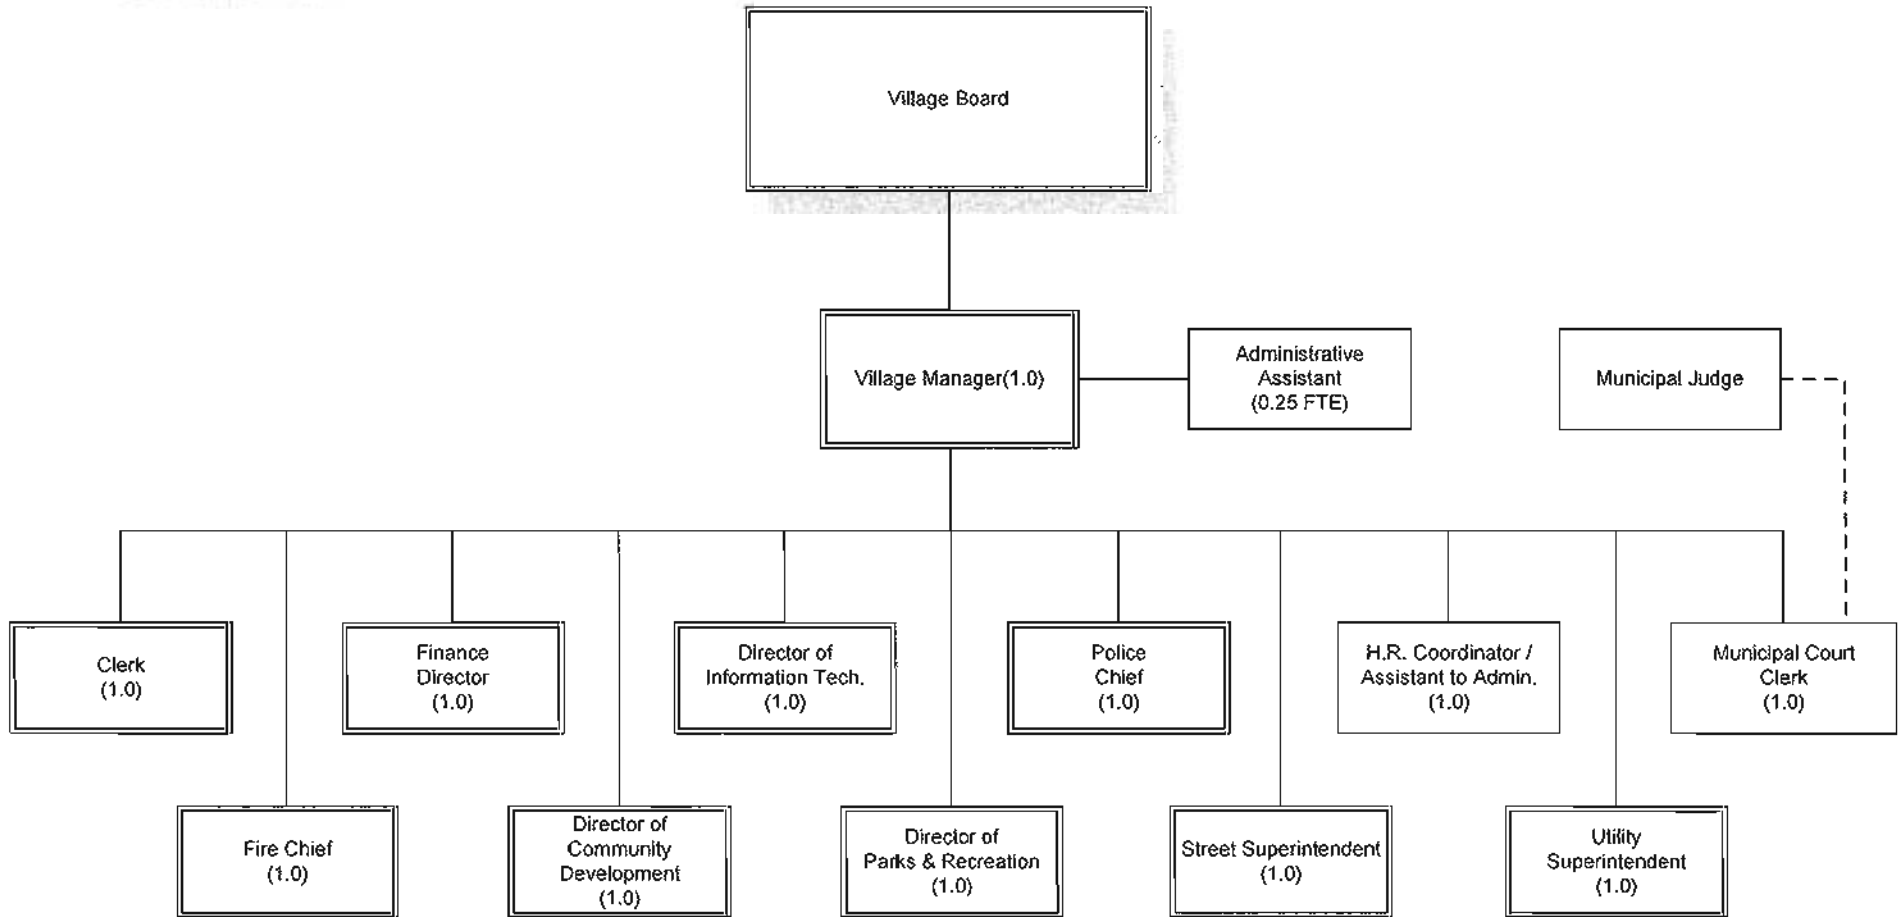 Village Board
Village Manager(1.0)
Administrative
Assistant
(0.25 FTE)
Municipal Judge
Clerk
(1.0)
Finance
Director
(1.0)
Director of
Information Tech.
(1.0)
Police
Chief
(1.0)
H.R. Coordinator /
Assistant to Admin.
(1.0)
Municipal Court
Clerk
(1.0)
Fire Chief
(1.0)
Director of
Community
Development
(1.0)
Director of
Parks & Recreation
(1.0)
Street Superintendent
(1.0)
Utility
Superintendent
(1.0)